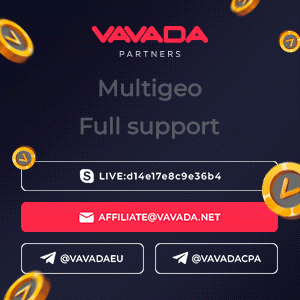 VAVADA
PARTNERS
Multigeo
Full support
LIVE:d14e17e8c9e36b4
AFFILIATE@VAVADA.NET
@VAVADAEU
@VAVADACPA